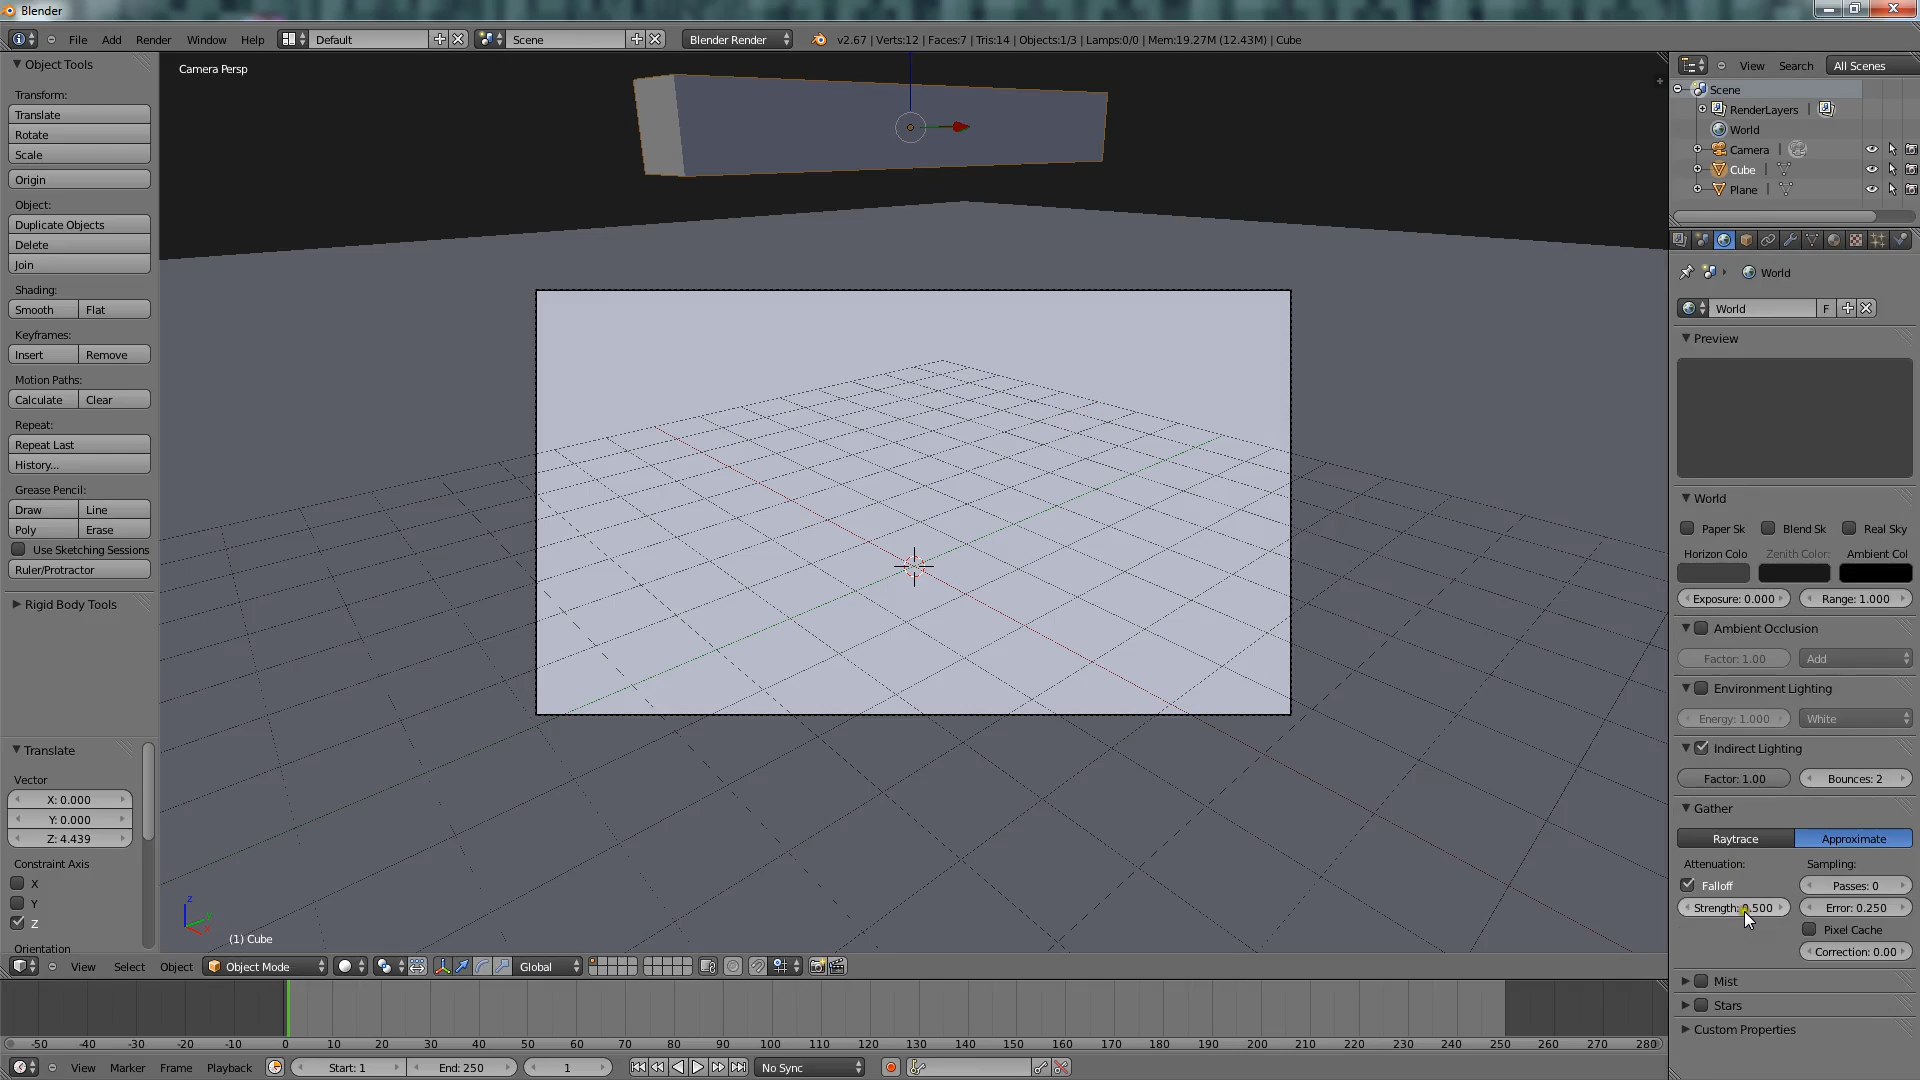 Blender
File Add Render Window Help Default Scene Blender Render v2.67 | Verts:12 | Faces:7 | Tris:14 | Objects:1/3 | Lamps:0/0 | Mem:19.27M (12.43M) | Cube
Object Tools
Transform:
Translate
Rotate
Scale
Origin
Object:
Duplicate Objects
Delete
Join
Shading:
Smooth Flat
Keyframes:
Insert Remove
Motion Paths:
Calculate Clear
Repeat:
Repeat Last
History...
Grease Pencil:
Draw Line
Poly Erase
Use Sketching Sessions
Ruler/Protractor
Rigid Body Tools
Translate
Vector
X: 0.000
Y: 0.000
Z: 4.439
Constraint Axis
X
Y
Z
Orientation
Camera Persp
z
(1) Cube
View Select Object Object Mode Global
-50 -40 -30 -20 -10 0 10 20 30 40 50 60 70 80 90 100 110 120 130 140 150 160 170 180 190 200 210 220 230 240 250 260 270 280
View Marker Frame Playback Start: 1 End: 250 1 No Sync
View Search All Scenes
Scene
RenderLayers |
World
Camera |
Cube |
Plane |
World
World F
Preview
World
Paper Sk Blend Sk Real Sky
Horizon Colo Zenith Color: Ambient Col
Exposure: 0.000 Range: 1.000
Ambient Occlusion
Factor: 1.00 Add
Environment Lighting
Energy: 1.000 White
Indirect Lighting
Factor: 1.00 Bounces: 2
Gather
Raytrace Approximate
Attenuation: Sampling:
Falloff Passes: 0
Strength: 0.500 Error: 0.250
Pixel Cache
Correction: 0.00
Mist
Stars
Custom Properties